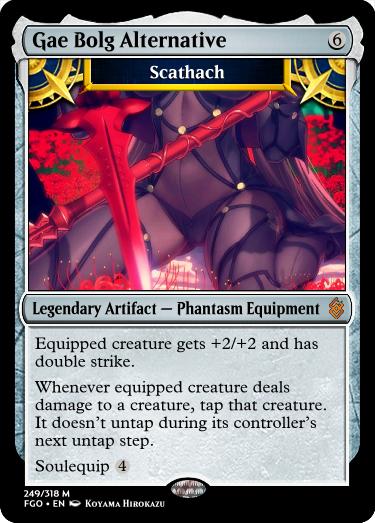 Gae Bolg Alternative 6
Scathach
Legendary Artifact — Phantasm Equipment
Equipped creature gets +2/+2 and has
double strike.
Whenever equipped creature deals
damage to a creature, tap that creature.
It doesn't untap during its controller's
next untap step.
Soulequip 4
249/318 M
FGO • EN Koyama Hirokazu